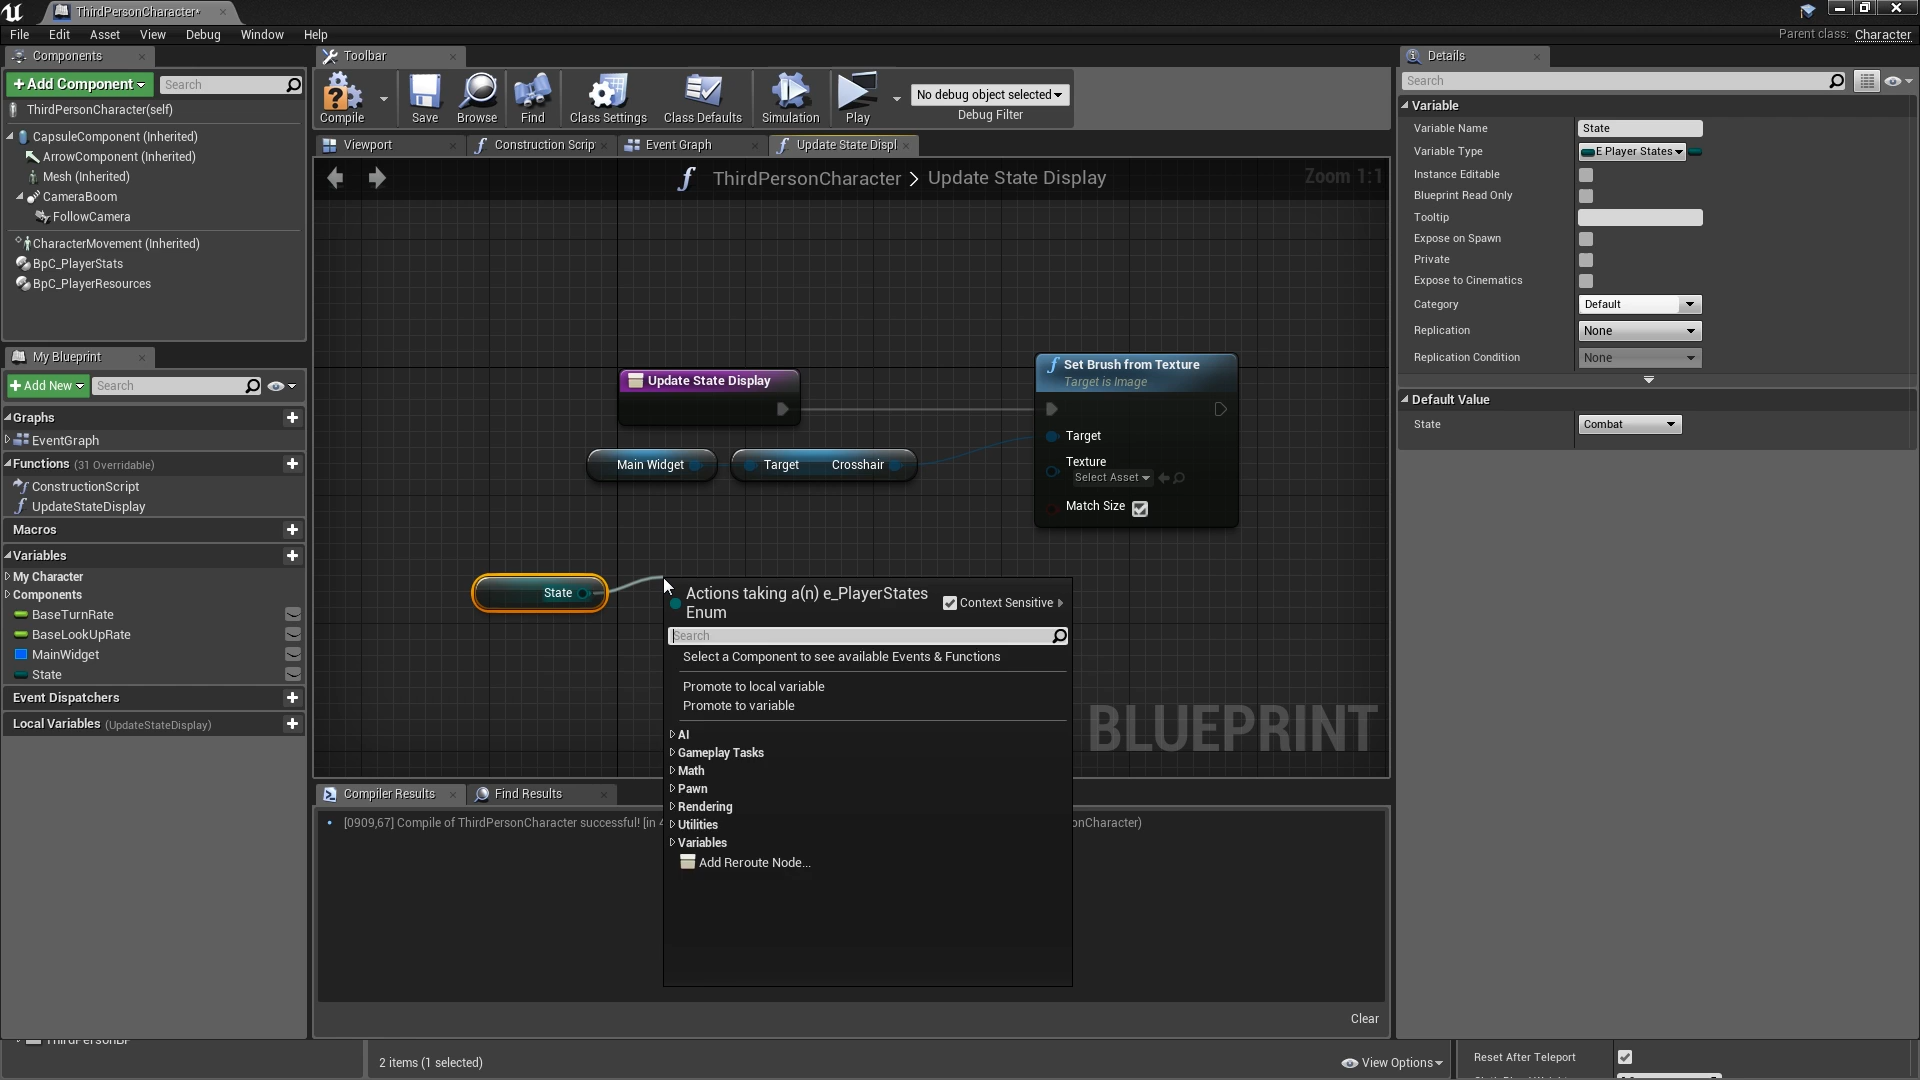 ThirdPersonCharacter*
File Edit Asset View Debug Window Help
Parent class: Character
Components
+ Add Component
Search
ThirdPersonCharacter(self)
CapsuleComponent (Inherited)
ArrowComponent (Inherited)
Mesh (Inherited)
CameraBoom
FollowCamera
CharacterMovement (Inherited)
BpC_PlayerStats
BpC_PlayerResources
My Blueprint
+ Add New
Search
Graphs
EventGraph
Functions (31 Overridable)
ConstructionScript
UpdateStateDisplay
Macros
Variables
My Character
Components
BaseTurnRate
BaseLookUpRate
MainWidget
State
Event Dispatchers
Local Variables (UpdateStateDisplay)
Toolbar
Compile
Save
Browse
Find
Class Settings
Class Defaults
Simulation
Play
No debug object selected
Debug Filter
Viewport
Construction Scrip
Event Graph
Update State Displ
ThirdPersonCharacter > Update State Display
Zoom 1:1
Update State Display
Set Brush from Texture
Target is Image
Target
Texture
Select Asset
Match Size
Main Widget
Target Crosshair
State
Actions taking a(n) e_PlayerStates
Enum
Context Sensitive
Search
Select a Component to see available Events & Functions
Promote to local variable
Promote to variable
AI
Gameplay Tasks
Math
Pawn
Rendering
Utilities
Variables
Add Reroute Node...
BLUEPRINT
Compiler Results
Find Results
[0909,67] Compile of ThirdPersonCharacter successful! [in 4
onCharacter)
Clear
2 items (1 selected)
View Options
Details
Search
Variable
Variable Name State
Variable Type E Player States
Instance Editable
Blueprint Read Only
Tooltip
Expose on Spawn
Private
Expose to Cinematics
Category Default
Replication None
Replication Condition None
Default Value
State Combat
Reset After Teleport